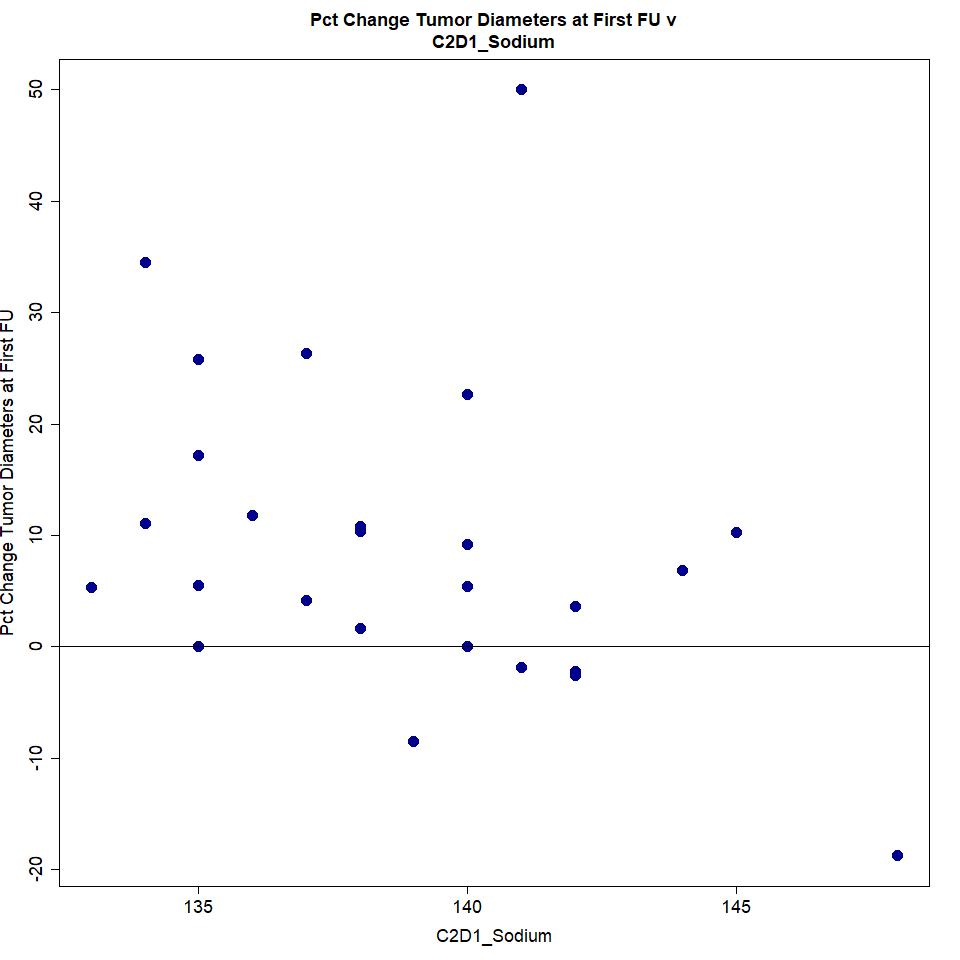 Pct Change Tumor Diameters at First FU v
C2D1_Sodium
Pct Change Tumor Diameters at First FU
50
40
30
20
10
0
-10
-20
135 140 145
C2D1_Sodium